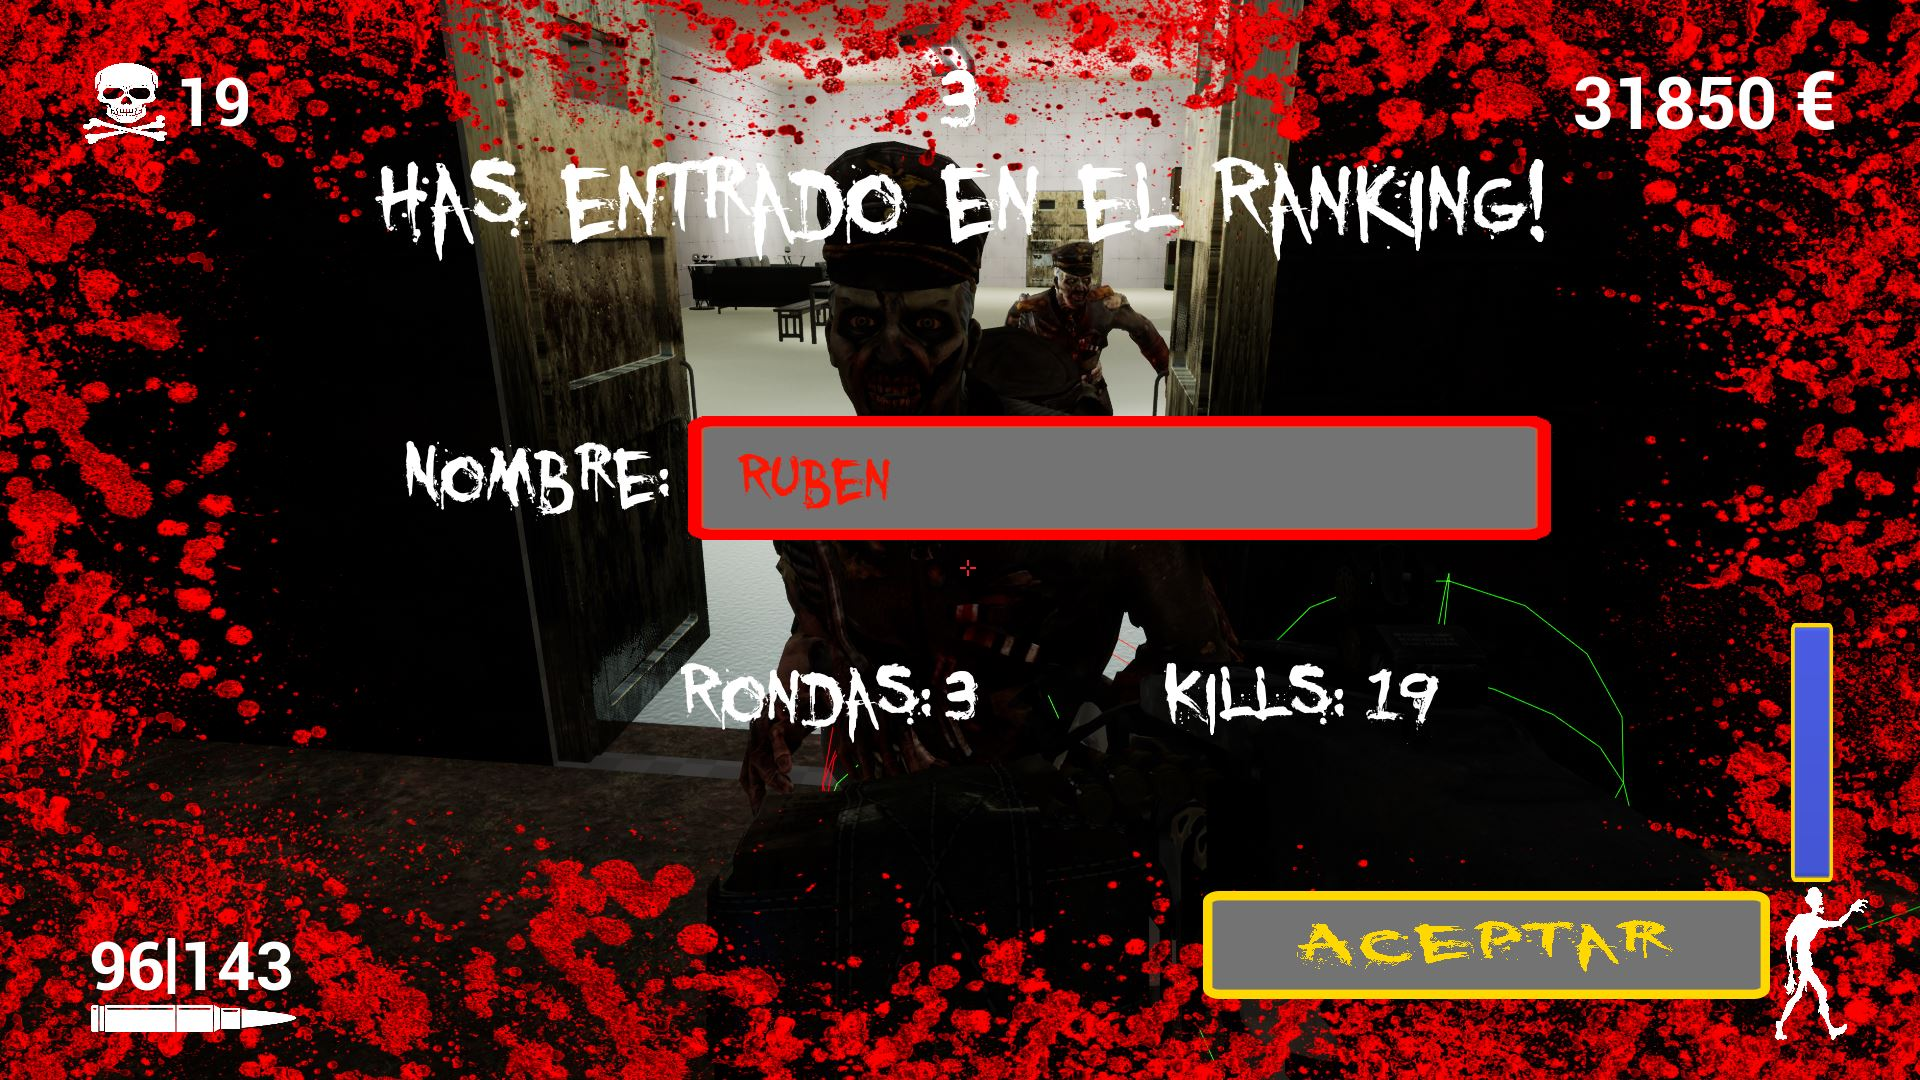 19
3
31850 €
HAS ENTRADO EN EL RANKING!
NOMBRE: RUBEN
RONDAS: 3
KILLS: 19
96|143
ACEPTAR